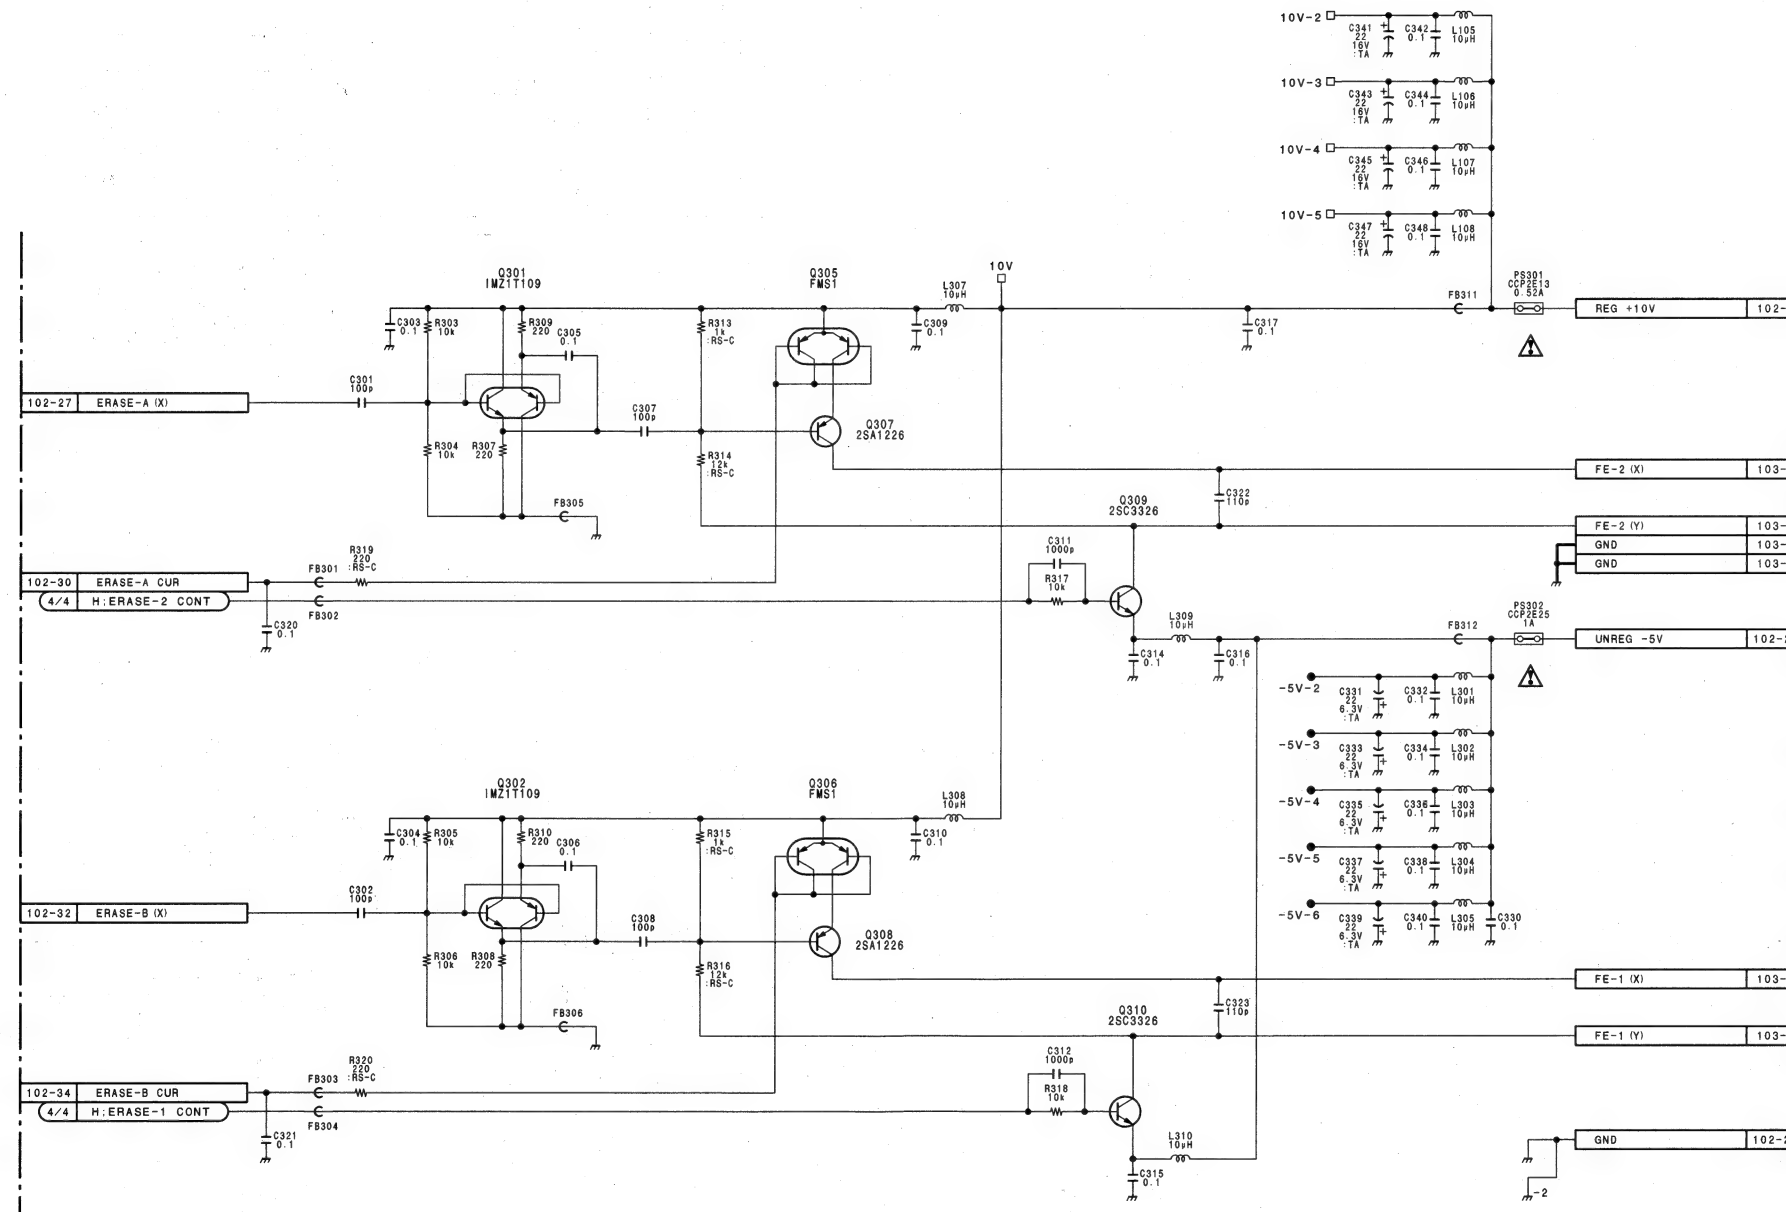 10V-2
C341
22
16V
:TA
C342
0.1
L105
10µH
10V-3
C343
22
16V
:TA
C344
0.1
L106
10µH
10V-4
C345
22
16V
:TA
C346
0.1
L107
10µH
10V-5
C347
22
16V
:TA
C348
0.1
L108
10µH
Q301
IMZ1T109
Q305
FMS1
L307
10µH
10V
FB311
PS301
CCP2E13
0.52A
REG +10V
102-
C303
0.1
R303
10k
R309
220
C305
0.1
R313
1k
:RS-C
C309
0.1
C317
0.1
102-27
ERASE-A (X)
C301
100p
C307
100p
Q307
2SA1226
R304
10k
R307
220
R314
12k
:RS-C
FB305
FE-2 (X)
103-
C322
110p
Q309
2SC3326
FE-2 (Y)
103-
GND
103-
GND
103-
102-30
ERASE-A CUR
4/4
H:ERASE-2 CONT
FB301
FB302
R319
220
:RS-C
C320
0.1
C311
1000p
R317
10k
L309
10µH
C314
0.1
C316
0.1
FB312
PS302
CCP2E25
1A
UNREG -5V
102-2
-5V-2
C331
22
6.3V
:TA
C332
0.1
L301
10µH
-5V-3
C333
22
6.3V
:TA
C334
0.1
L302
10µH
-5V-4
C335
22
6.3V
:TA
C336
0.1
L303
10µH
-5V-5
C337
22
6.3V
:TA
C338
0.1
L304
10µH
-5V-6
C339
22
6.3V
:TA
C340
0.1
L305
10µH
C330
0.1
Q302
IMZ1T109
Q306
FMS1
L308
10µH
C304
0.1
R305
10k
R310
220
C306
0.1
R315
1k
:RS-C
C310
0.1
102-32
ERASE-B (X)
C302
100p
C308
100p
Q308
2SA1226
R306
10k
R308
220
R316
12k
:RS-C
FB306
FE-1 (X)
103-
C323
110p
Q310
2SC3326
FE-1 (Y)
103-
102-34
ERASE-B CUR
4/4
H:ERASE-1 CONT
FB303
FB304
R320
220
:RS-C
C321
0.1
C312
1000p
R318
10k
L310
10µH
C315
0.1
GND
102-2
-2